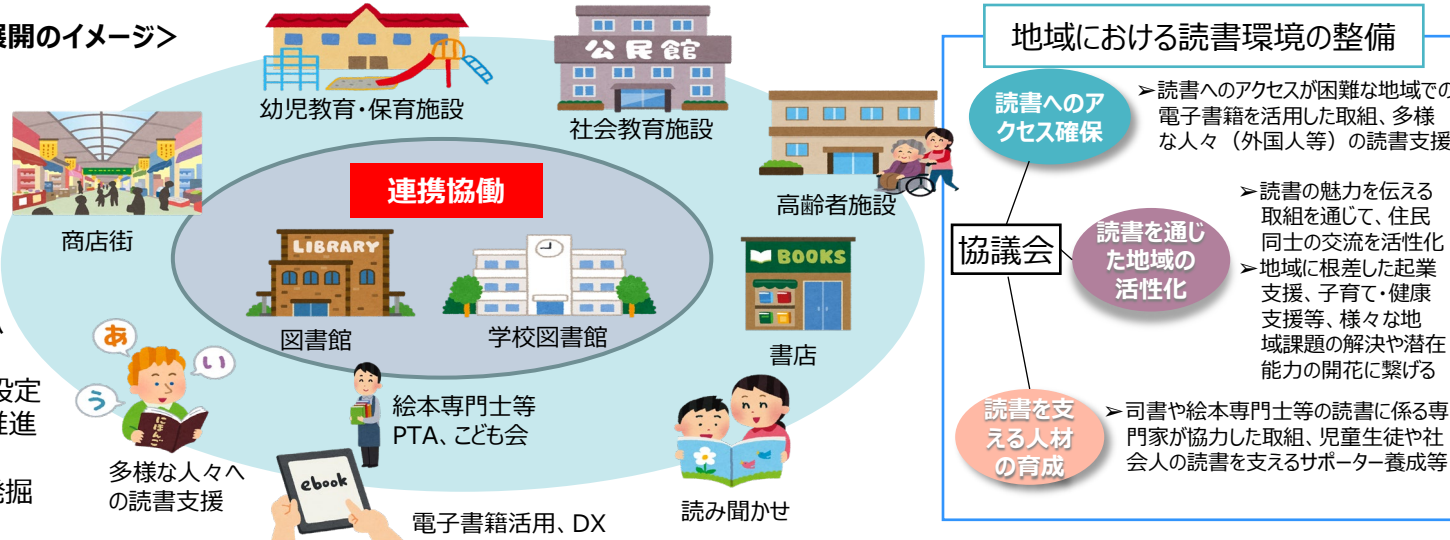 展開のイメージ＞
公民館
幼児教育・保育施設
社会教育施設
高齢者施設
商店街
連携協働
LIBRARY
図書館
学校図書館
BOOKS
書店
あ
い
う
にほんご
多様な人々へ
の読書支援
絵本専門士等
PTA、こども会
ebook
電子書籍活用、DX
読み聞かせ
設定
推進
発掘
地域における読書環境の整備
読書へのア
クセス確保
➢読書へのアクセスが困難な地域での
電子書籍を活用した取組、多様
な人々（外国人等）の読書支援
協議会
読書を通じ
た地域の
活性化
➢読書の魅力を伝える
取組を通じて、住民
同士の交流を活性化
➢地域に根差した起業
支援、子育て・健康
支援等、様々な地
域課題の解決や潜在
能力の開花に繋げる
読書を支
える人材
の育成
➢司書や絵本専門士等の読書に係る専
門家が協力した取組、児童生徒や社
会人の読書を支えるサポーター養成等